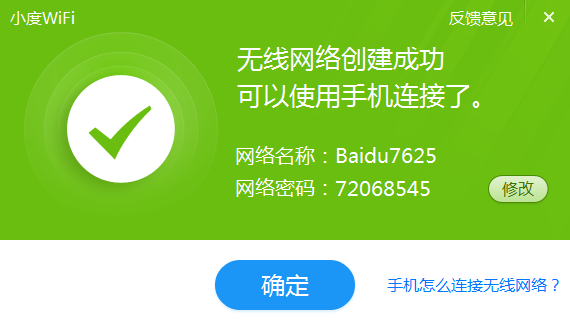 小度WiFi
反馈意见
无线网络创建成功
可以使用手机连接了。
网络名称：Baidu7625
网络密码：72068545
修改
确定
手机怎么连接无线网络？